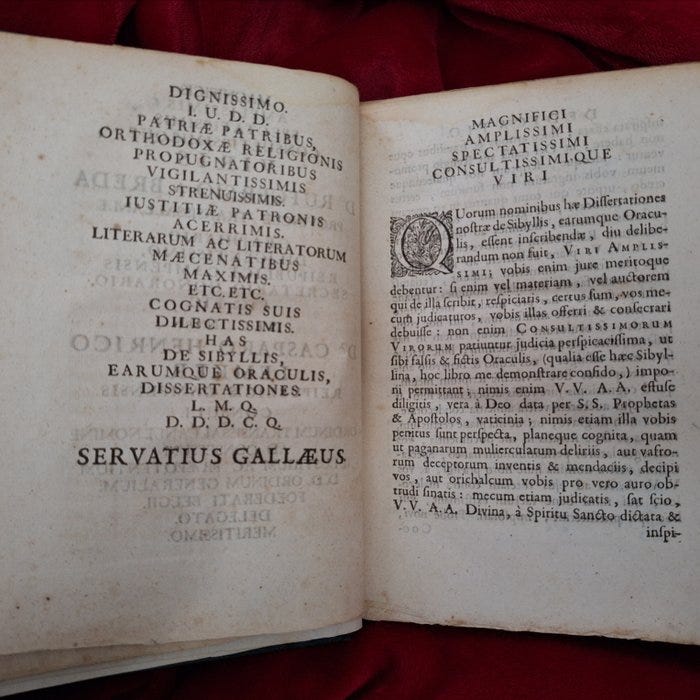 DIGNISSIMO.
I. U. D. D.
PATRIÆ PATRIBUS,
ORTHODOXÆ RELIGIONIS
PROPUGNATORIBUS
VIGILANTISSIMIS
STRENUISSIMIS.
IUSTITIÆ PATRONIS
ACERRIMIS.
LITERARUM AC LITERATORUM
MÆCENATIBUS
MAXIMIS.
ETC. ETC.
COGNATIS SUIS
DILECTISSIMIS.
HAS
DE SIBYLLIS,
EARUMQUE ORACULIS,
DISSERTATIONES.
L. M. Q.
D. D. D. C. Q.
SERVATIUS GALLÆUS.
MAGNIFICI
AMPLISSIMI
SPECTATISSIMI
CONSULTISSIMIQUE
VIRI
QUorum nominibus hæ Dissertationes
nostræ de Sibyllis, earumque Oracu-
lis, essent inscribendæ, diu delibe-
randum non fuit, VIRI AMPLIS-
SIMI; vobis enim jure meritoque
debentur: si enim vel materiam, vel auctorem
qui de illa scribit, respiciatis, certus sum, vos me-
cum judicaturos, vobis illas offerri & consecrari
debuisse: non enim CONSULTISSIMORUM
VIRORUM patiuntur judicia perspicacissima, ut
sibi falsis & fictis Oraculis, (qualia esse hæc Sibyl-
lina, hoc libro me demonstrare confido,) impo-
ni permittant; nimis enim V. V. A A. effuse
diligitis, vera à Deo data per S. S. Prophetas
& Apostolos, vaticinia; nimis etiam illa vobis
penitus sunt perspecta, planeque cognita, quam
ut paganarum muliercularum deliriis, aut vafrorum
deceptorum inventis & mendaciis, decipi
vos, aut orichalcum vobis pro vero auro ob-
trudi sinatis: mecum etiam judicatis, sat scio,
V. V. A. A. Divina, à Spiritu Sancto dictata &
inspi-